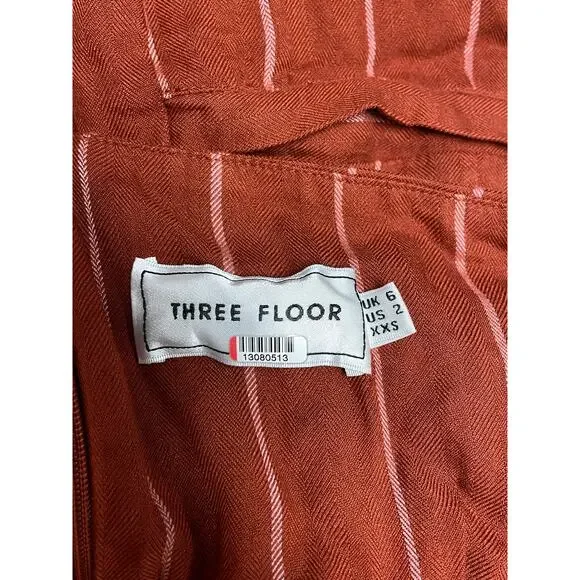 THREE FLOOR
13080513
UK 6
US 2
XXS